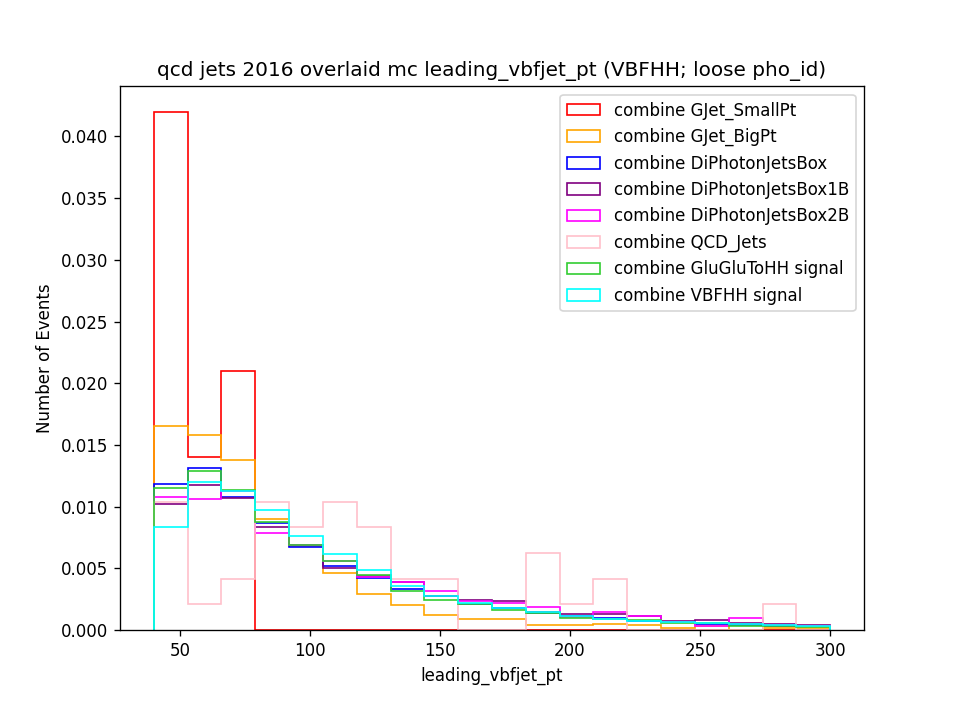 qcd jets 2016 overlaid mc leading_vbfjet_pt (VBFHH; loose pho_id)
combine GJet_SmallPt
combine GJet_BigPt
combine DiPhotonJetsBox
combine DiPhotonJetsBox1B
combine DiPhotonJetsBox2B
combine QCD_Jets
combine GluGluToHH signal
combine VBFHH signal
Number of Events
0.040
0.035
0.030
0.025
0.020
0.015
0.010
0.005
0.000
50 100 150 200 250 300
leading_vbfjet_pt